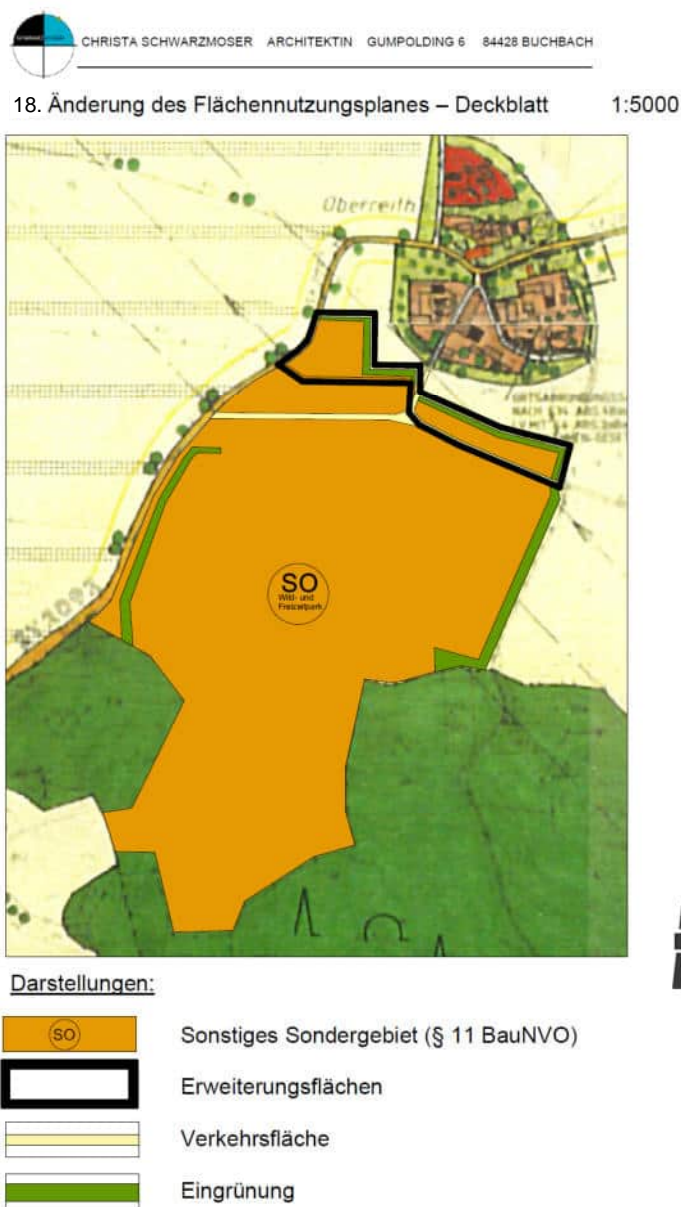 CHRISTA SCHWARZMOSER ARCHITEKTIN GUMPOLDING 6 84428 BUCHBACH
18. Änderung des Flächennutzungsplanes – Deckblatt 1:5000
Überreith
SO
Wild- und
Freizeitpark
Darstellungen:
SO Sonstiges Sondergebiet (§ 11 BauNVO)
Erweiterungsflächen
Verkehrsfläche
Eingrünung